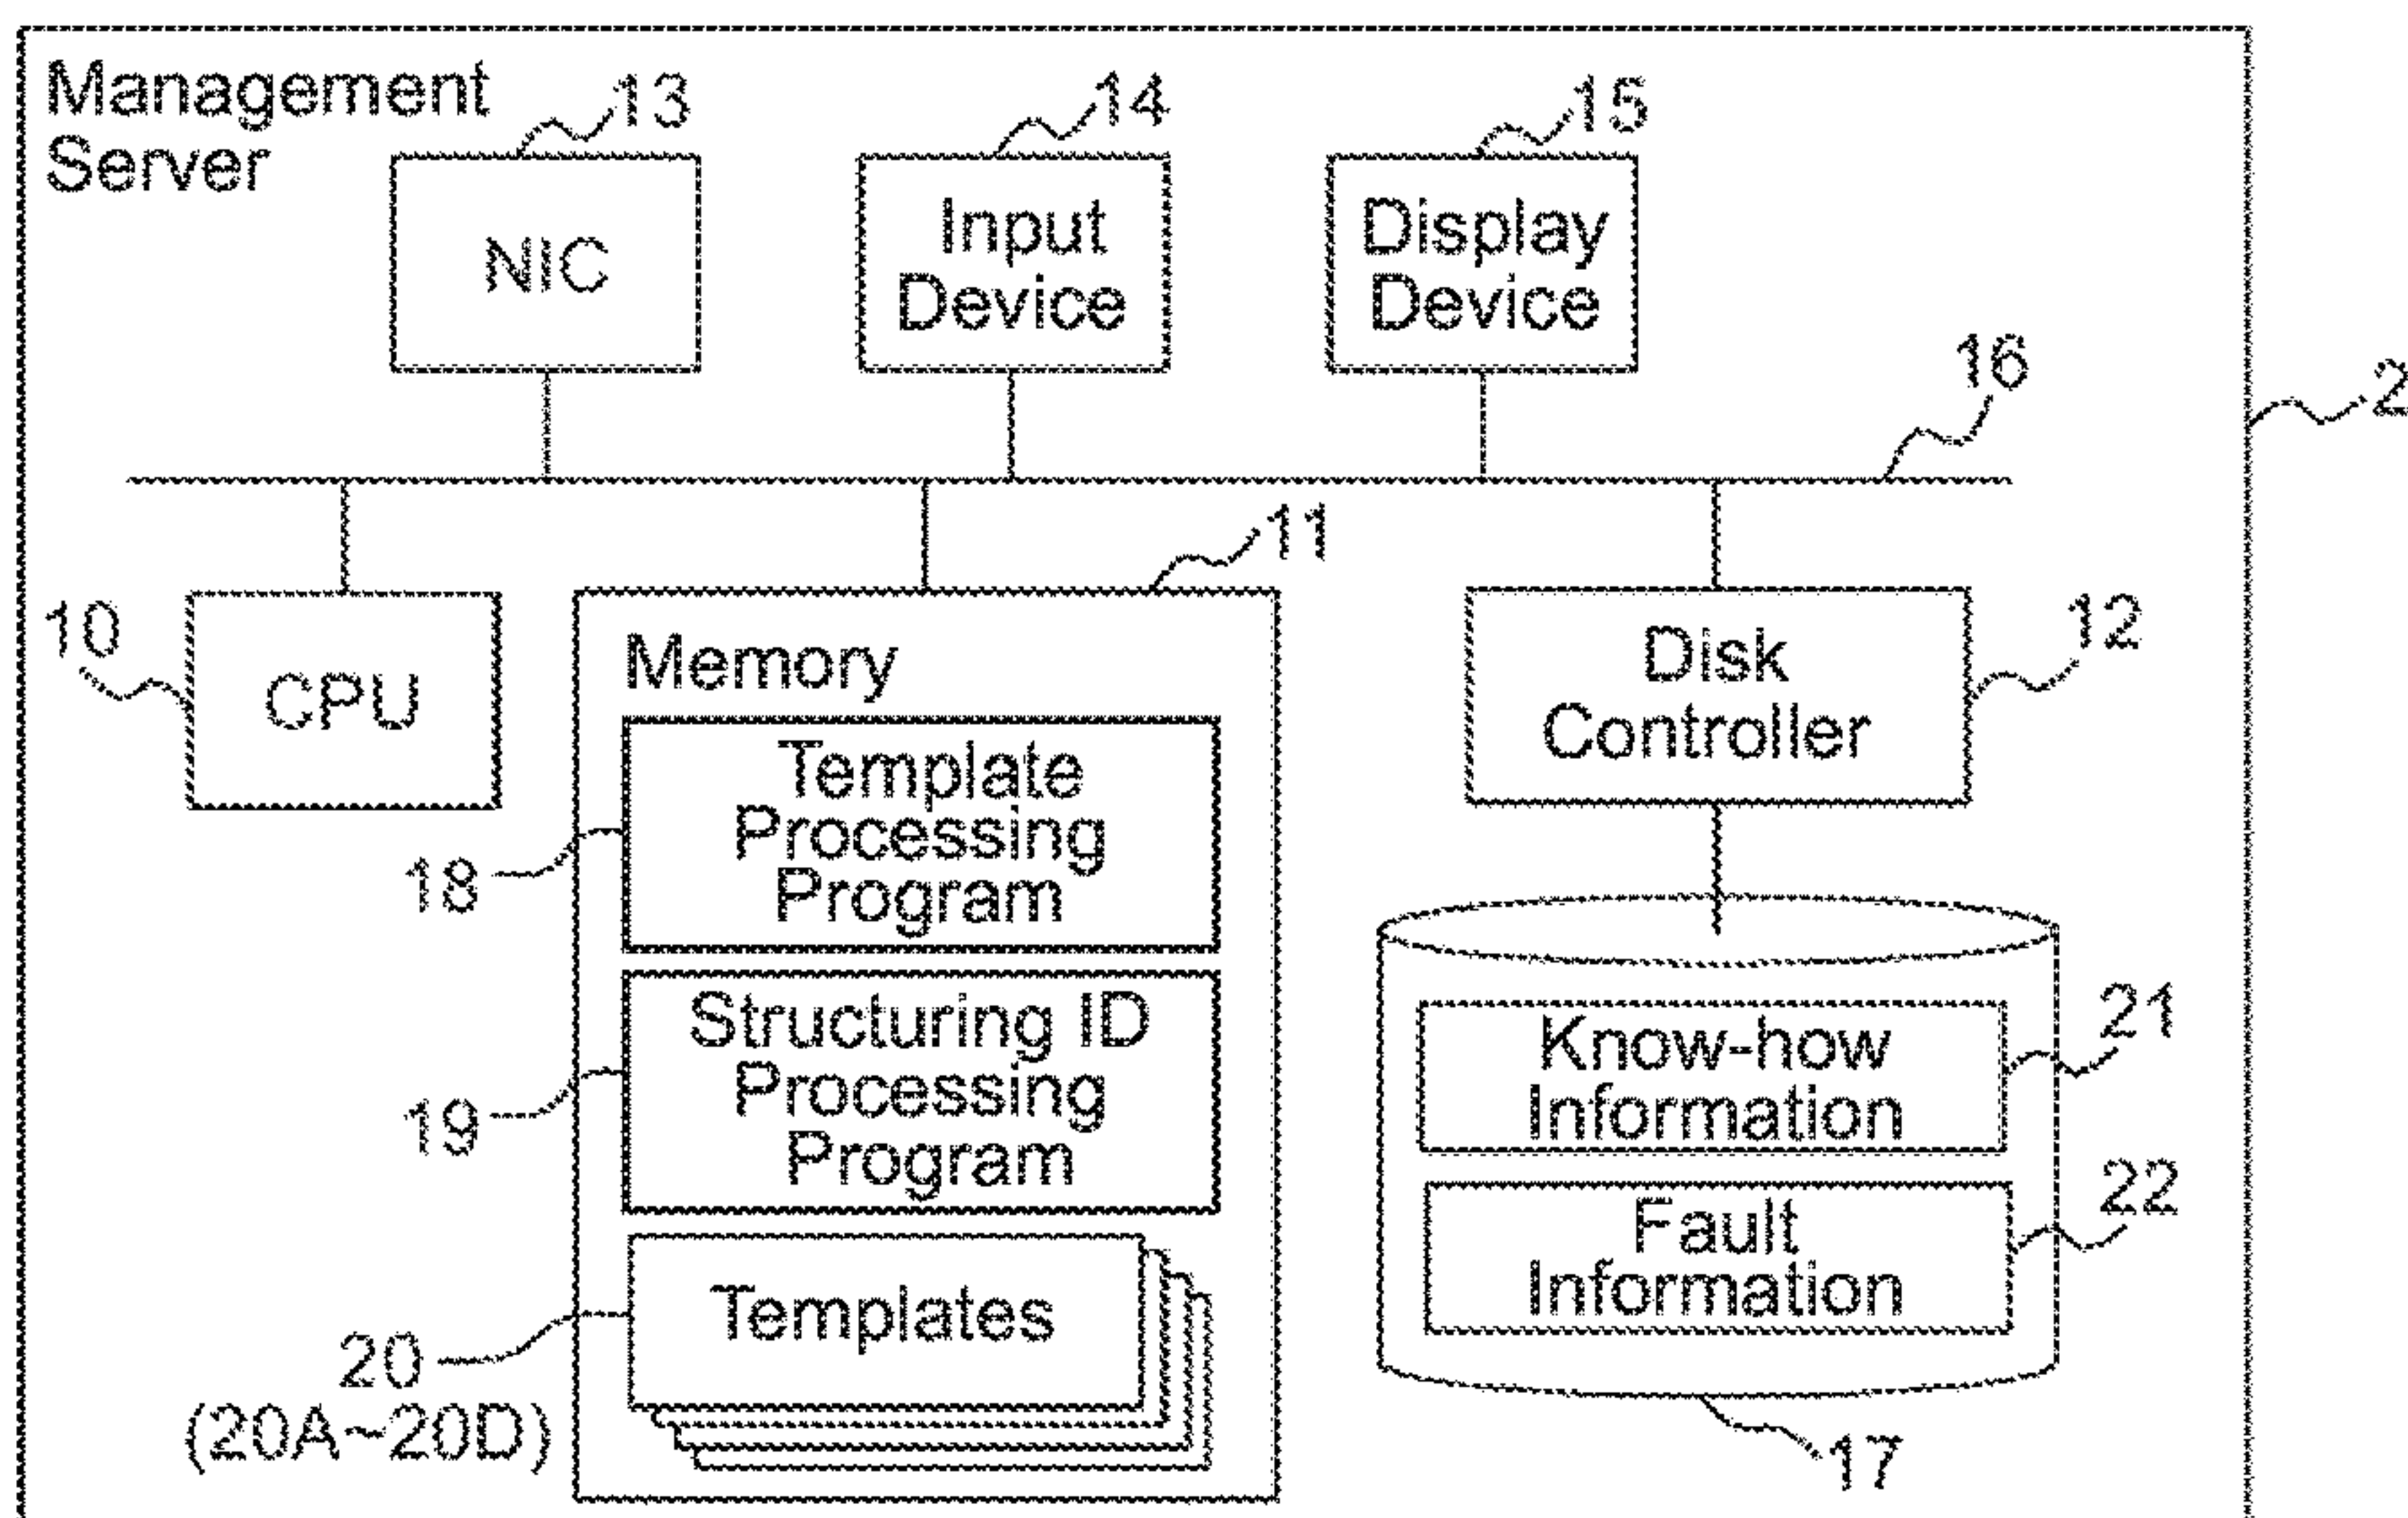 Management
Server
13
14
15
NIC
Input
Device
Display
Device
16
2
11
10
CPU
Memory
Disk
Controller
12
Template
Processing
Program
18
Structuring ID
Processing
Program
19
Know-how
Information
21
Fault
Information
22
Templates
20
(20A~20D)
17